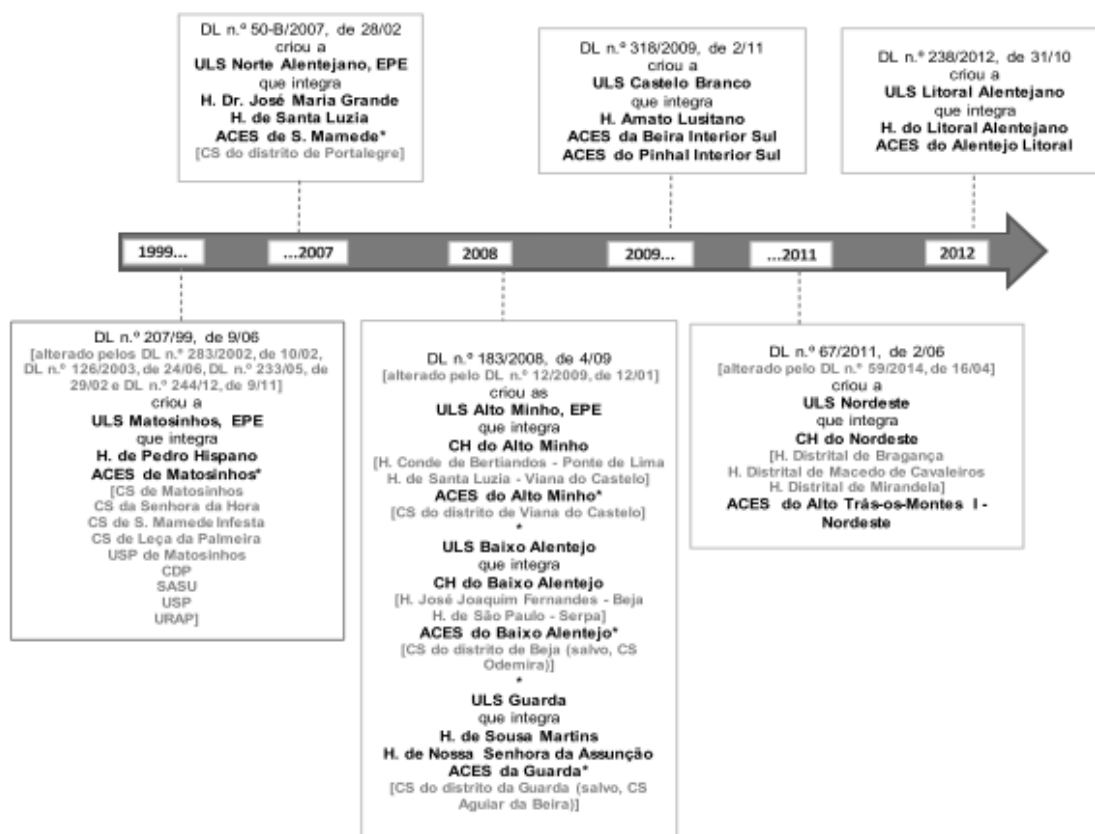 DL n.º 50-B/2007, de 28/02
criou a
ULS Norte Alentejano, EPE
que integra
H. Dr. José Maria Grande
H. de Santa Luzia
ACES de S. Mamede*
[CS do distrito de Portalegre]
DL n.º 318/2009, de 2/11
criou a
ULS Castelo Branco
que integra
H. Amato Lusitano
ACES da Beira Interior Sul
ACES do Pinhal Interior Sul
DL n.º 238/2012, de 31/10
criou a
ULS Litoral Alentejano
que integra
H. do Litoral Alentejano
ACES do Alentejo Litoral
1999... ...2007 2008 2009... ...2011 2012
DL n.º 207/99, de 9/06
[alterado pelos DL n.º 283/2002, de 10/02,
DL n.º 126/2003, de 24/06, DL n.º 233/05, de
29/02 e DL n.º 244/12, de 9/11]
criou a
ULS Matosinhos, EPE
que integra
H. de Pedro Hispano
ACES de Matosinhos*
[CS de Matosinhos
CS da Senhora da Hora
CS de S. Mamede Infesta
CS de Leça da Palmeira
USP de Matosinhos
CDP
SASU
USP
URAP]
DL n.º 183/2008, de 4/09
[alterado pelo DL n.º 12/2009, de 12/01]
criou as
ULS Alto Minho, EPE
que integra
CH do Alto Minho
[H. Conde de Bertiandos - Ponte de Lima
H. de Santa Luzia - Viana do Castelo]
ACES do Alto Minho*
[CS do distrito de Viana do Castelo]
*
ULS Baixo Alentejo
que integra
CH do Baixo Alentejo
[H. José Joaquim Fernandes - Beja
H. de São Paulo - Serpa]
ACES do Baixo Alentejo*
[CS do distrito de Beja (salvo, CS
Odemira)]
*
ULS Guarda
que integra
H. de Sousa Martins
H. de Nossa Senhora da Assunção
ACES da Guarda*
[CS do distrito da Guarda (salvo, CS
Aguiar da Beira)]
DL n.º 67/2011, de 2/06
[alterado pelo DL n.º 59/2014, de 16/04]
criou a
ULS Nordeste
que integra
CH do Nordeste
[H. Distrital de Bragança
H. Distrital de Macedo de Cavaleiros
H. Distrital de Mirandela]
ACES do Alto Trás-os-Montes I -
Nordeste